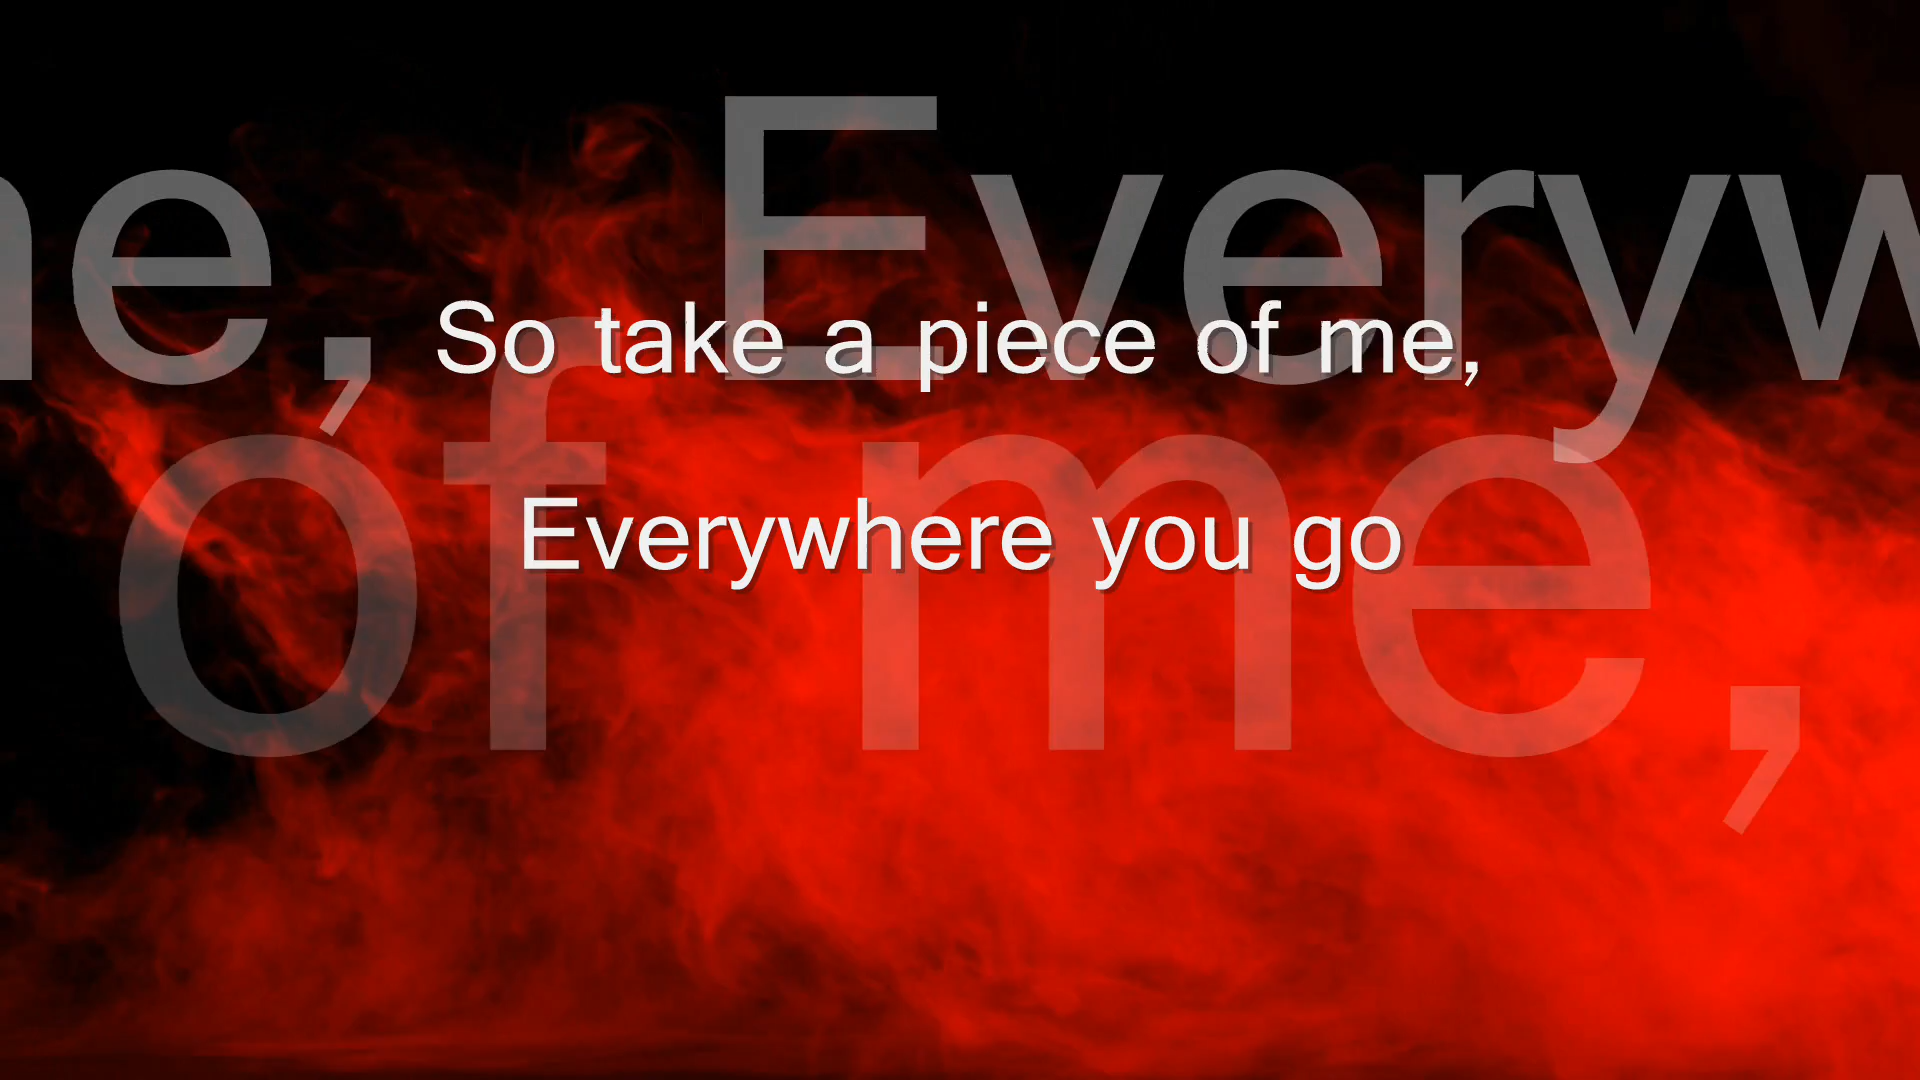 me, Everyw
So take a piece of me,
of me,
Everywhere you go